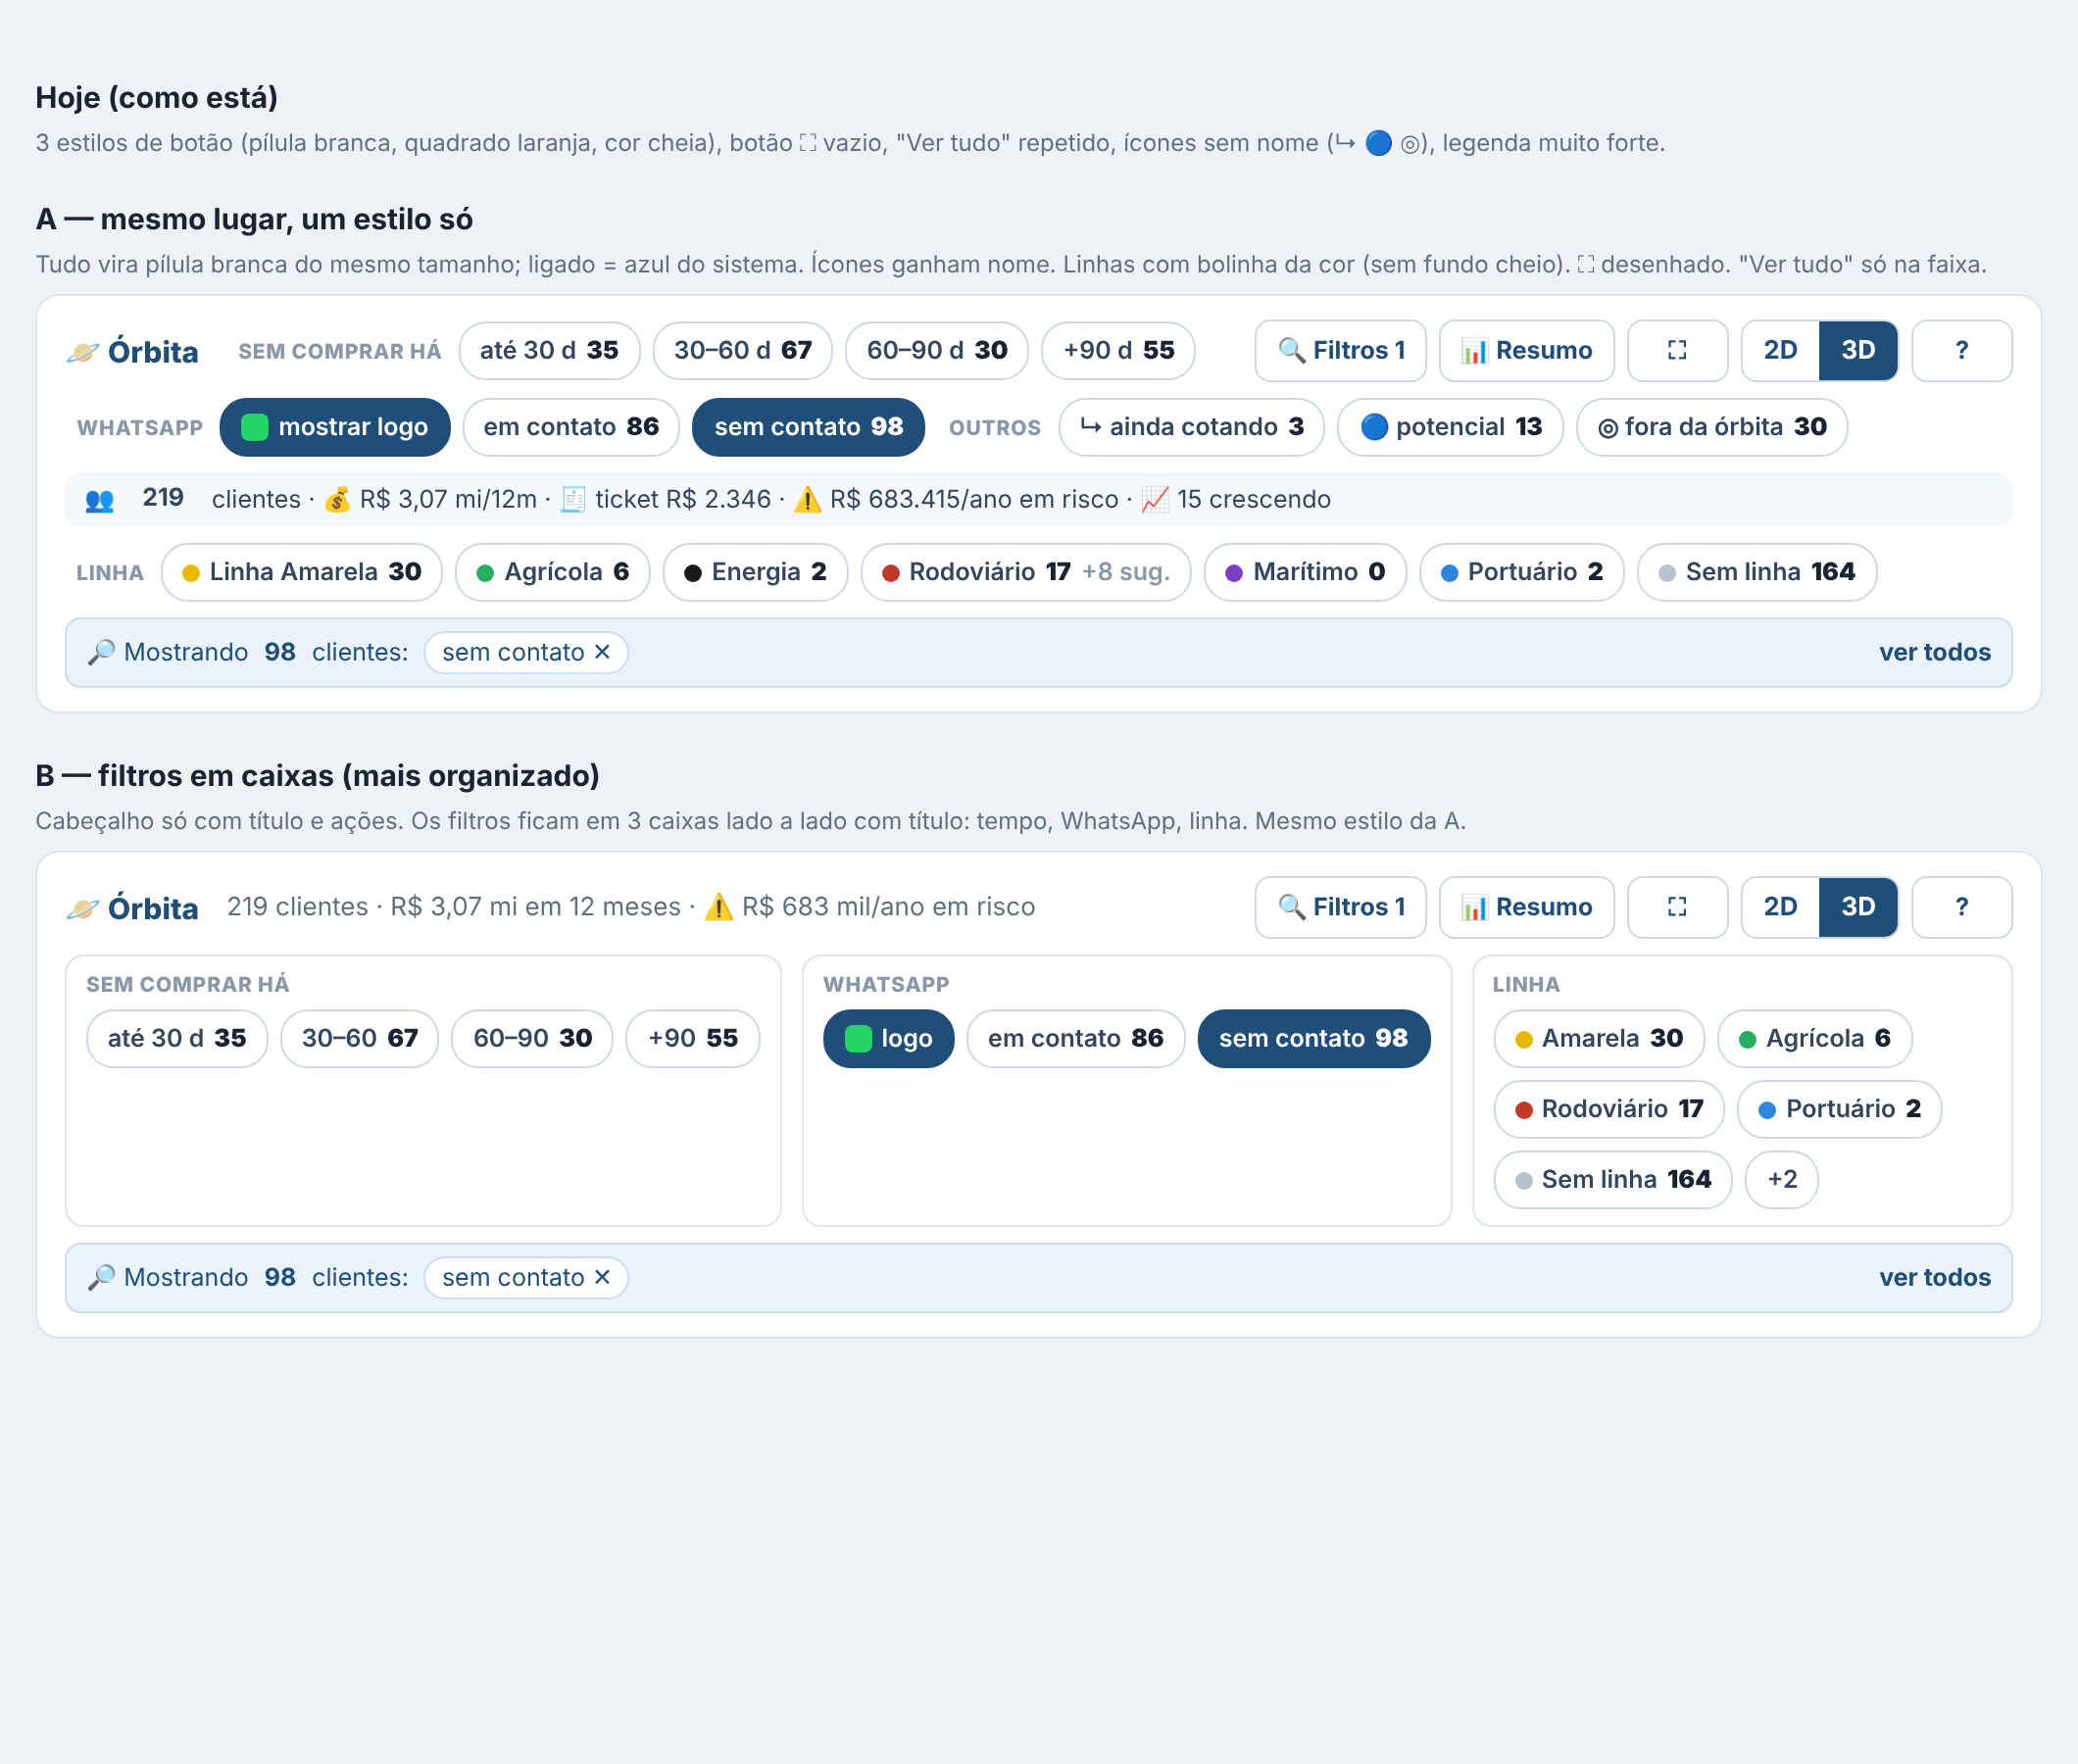 Hoje (como está)
3 estilos de botão (pílula branca, quadrado laranja, cor cheia), botão ⛶ vazio, "Ver tudo" repetido, ícones sem nome (↳ 🔵 ◎), legenda muito forte.
A — mesmo lugar, um estilo só
Tudo vira pílula branca do mesmo tamanho; ligado = azul do sistema. Ícones ganham nome. Linhas com bolinha da cor (sem fundo cheio). ⛶ desenhado. "Ver tudo" só na faixa.
🪐 Órbita SEM COMPRAR HÁ até 30 d 35 30–60 d 67 60–90 d 30 +90 d 55 🔍 Filtros 1 📊 Resumo ⛶ 2D 3D ?
WHATSAPP 🟩 mostrar logo em contato 86 sem contato 98 OUTROS ↳ ainda cotando 3 🔵 potencial 13 ◎ fora da órbita 30
👥 219 clientes · 💰 R$ 3,07 mi/12m · 🧾 ticket R$ 2.346 · ⚠️ R$ 683.415/ano em risco · 📈 15 crescendo
LINHA Linha Amarela 30 Agrícola 6 Energia 2 Rodoviário 17 +8 sug. Marítimo 0 Portuário 2 Sem linha 164
🔎 Mostrando 98 clientes: sem contato ✕ ver todos
B — filtros em caixas (mais organizado)
Cabeçalho só com título e ações. Os filtros ficam em 3 caixas lado a lado com título: tempo, WhatsApp, linha. Mesmo estilo da A.
🪐 Órbita 219 clientes · R$ 3,07 mi em 12 meses · ⚠️ R$ 683 mil/ano em risco 🔍 Filtros 1 📊 Resumo ⛶ 2D 3D ?
SEM COMPRAR HÁ
até 30 d 35 30–60 67 60–90 30 +90 55
WHATSAPP
🟩 logo em contato 86 sem contato 98
LINHA
Amarela 30 Agrícola 6
Rodoviário 17 Portuário 2
Sem linha 164 +2
🔎 Mostrando 98 clientes: sem contato ✕ ver todos